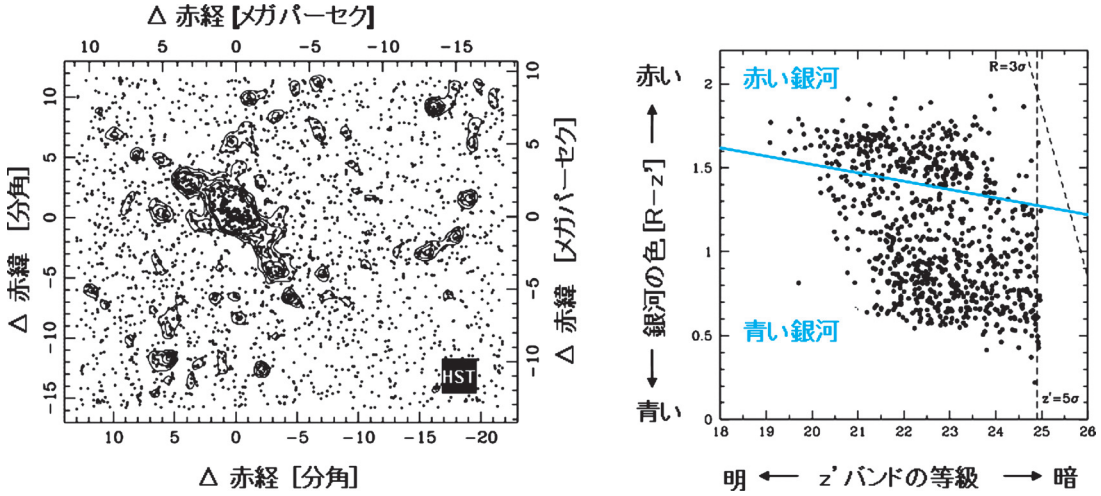 Δ 赤経 [メガパーセク]
10 5 0 −5 −10 −15
Δ 赤緯 [分角]
10
5
0
−5
−10
−15
HST
10
5
0
−5
−10
Δ 赤緯 [メガパーセク]
10 5 0 −5 −10 −15 −20
Δ 赤経 [分角]
赤い
銀河の色 [R−z']
青い
2
1.5
1
0.5
0
赤い銀河
R=3σ
青い銀河
z'=5σ
18 19 20 21 22 23 24 25 26
明 ← z'バンドの等級 → 暗